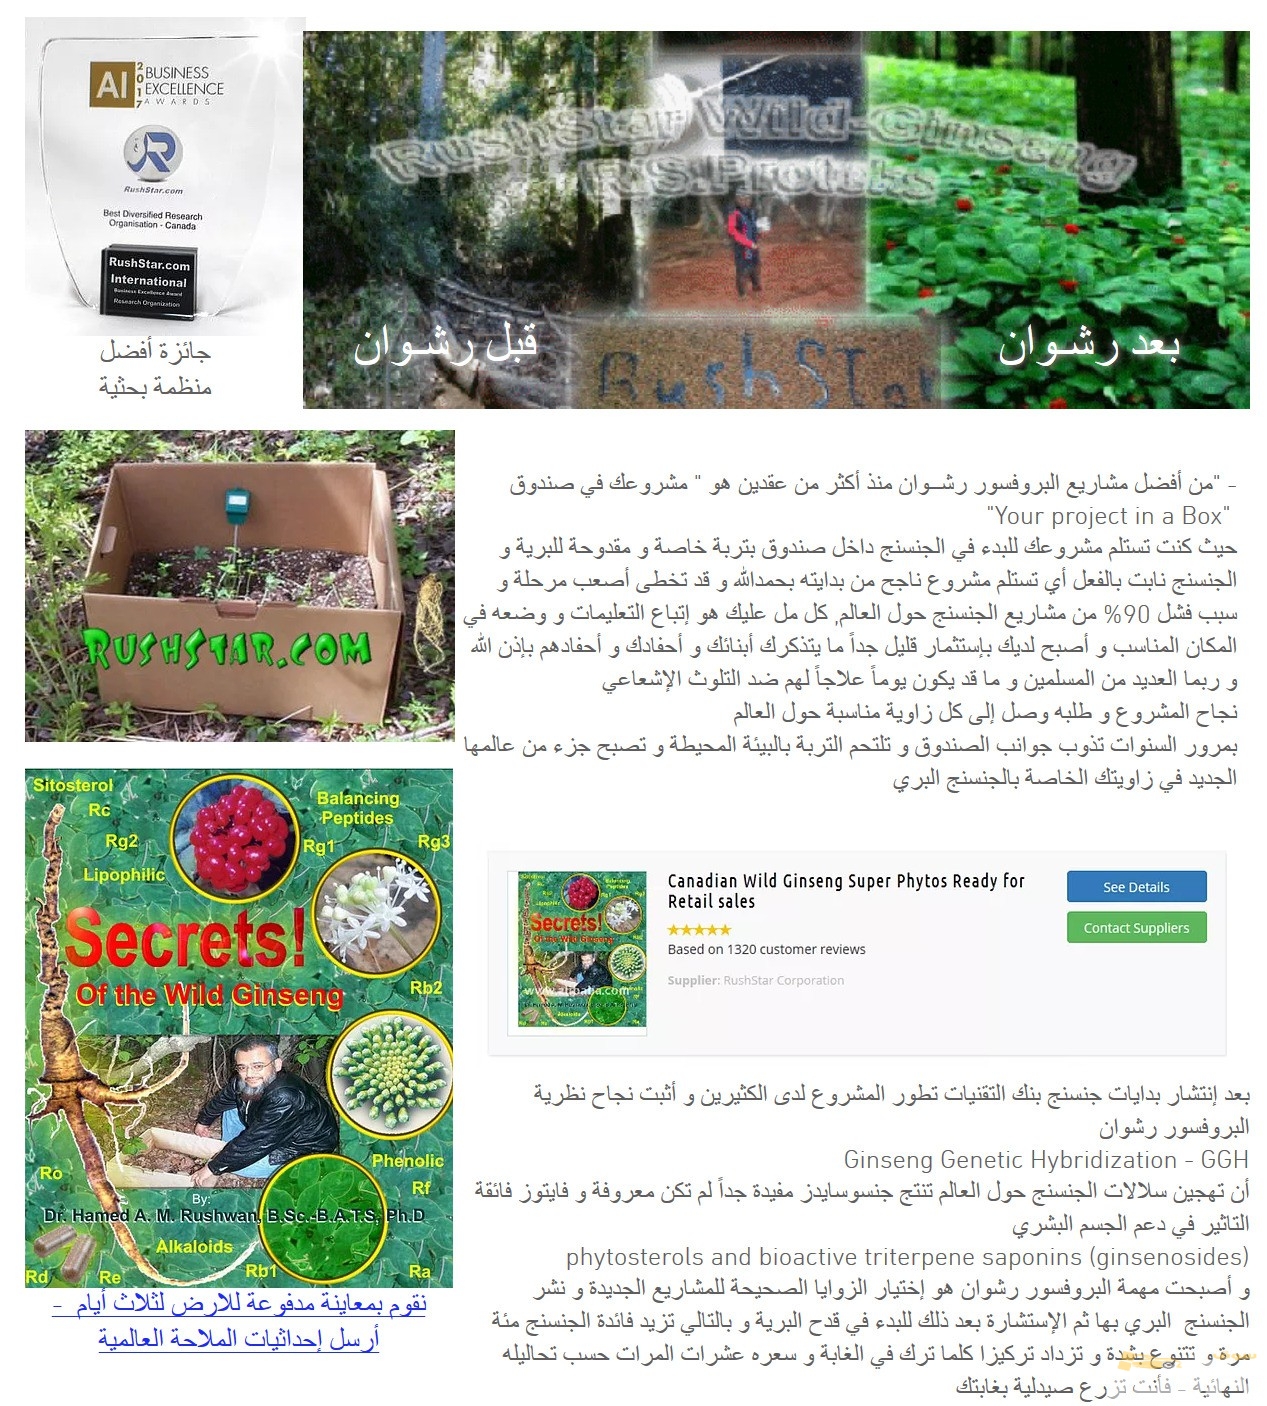 AI 2017 BUSINESS
EXCELLENCE
AWARDS
RushStar.com
Best Diversified Research
Organisation - Canada
RushStar.com
International
Business Excellence Award
Research Organization
جائزة أفضل
منظمة بحثية
RushStar Wild-Ginseng
قبل رشـوان
بعد رشـوان
RushStar
RUSHSTAR.COM
- "من أفضل مشاريع البروفسور رشــوان منذ أكثر من عقدين هو " مشروعك في صندوق
"Your project in a Box"
حيث كنت تستلم مشروعك للبدء في الجنسنج داخل صندوق بتربة خاصة و مقدوحة للبرية و
الجنسنج نابت بالفعل أي تستلم مشروع ناجح من بدايته بحمدالله و قد تخطى أصعب مرحلة و
سبب فشل 90% من مشاريع الجنسنج حول العالم, كل مل عليك هو إتباع التعليمات و وضعه في
المكان المناسب و أصبح لديك بإستثمار قليل جداً ما يتذكرك أبنائك و أحفادك و أحفادهم بإذن الله
و ربما العديد من المسلمين و ما قد يكون يوماً علاجاً لهم ضد التلوث الإشعاعي
نجاح المشروع و طلبه وصل إلى كل زاوية مناسبة حول العالم
بمرور السنوات تذوب جوانب الصندوق و تلتحم التربة بالبيئة المحيطة و تصبح جزء من عالمها
الجديد في زاويتك الخاصة بالجنسنج البري
Sitosterol
Rc
Rg2
Lipophilic
Balancing
Peptides
Rg1
Rg3
Secrets!
Of the Wild Ginseng
Rb2
Phenolic
Rf
Ro
By:
Dr. Hamed A. M. Rushwan, B.Sc.-B.A.T.S, Ph.D
Alkaloids
Rd
Re
Rb1
Ra
Canadian Wild Ginseng Super Phytos Ready for
Retail sales
Based on 1320 customer reviews
Supplier: RushStar Corporation
See Details
Contact Suppliers
www.alibaba.com
نقوم بمعاينة مدفوعة للارض لثلاث أيام -
أرسل إحداثيات الملاحة العالمية
بعد إنتشار بدايات جنسنج بنك التقنيات تطور المشروع لدى الكثيرين و أثبت نجاح نظرية
البروفسور رشوان
Ginseng Genetic Hybridization - GGH
أن تهجين سلالات الجنسنج حول العالم تنتج جنسوسايدز مفيدة جداً لم تكن معروفة و فايتوز فائقة
التاثير في دعم الجسم البشري
phytosterols and bioactive triterpene saponins (ginsenosides)
و أصبحت مهمة البروفسور رشوان هو إختيار الزوايا الصحيحة للمشاريع الجديدة و نشر
الجنسنج البري بها ثم الإستشارة بعد ذلك للبدء في قدح البرية و بالتالي تزيد فائدة الجنسنج مئة
مرة و تتنوع بشدة و تزداد تركيزا كلما ترك في الغابة و سعره عشرات المرات حسب تحاليله
النهائية - فأنت تزرع صيدلية بغابتك